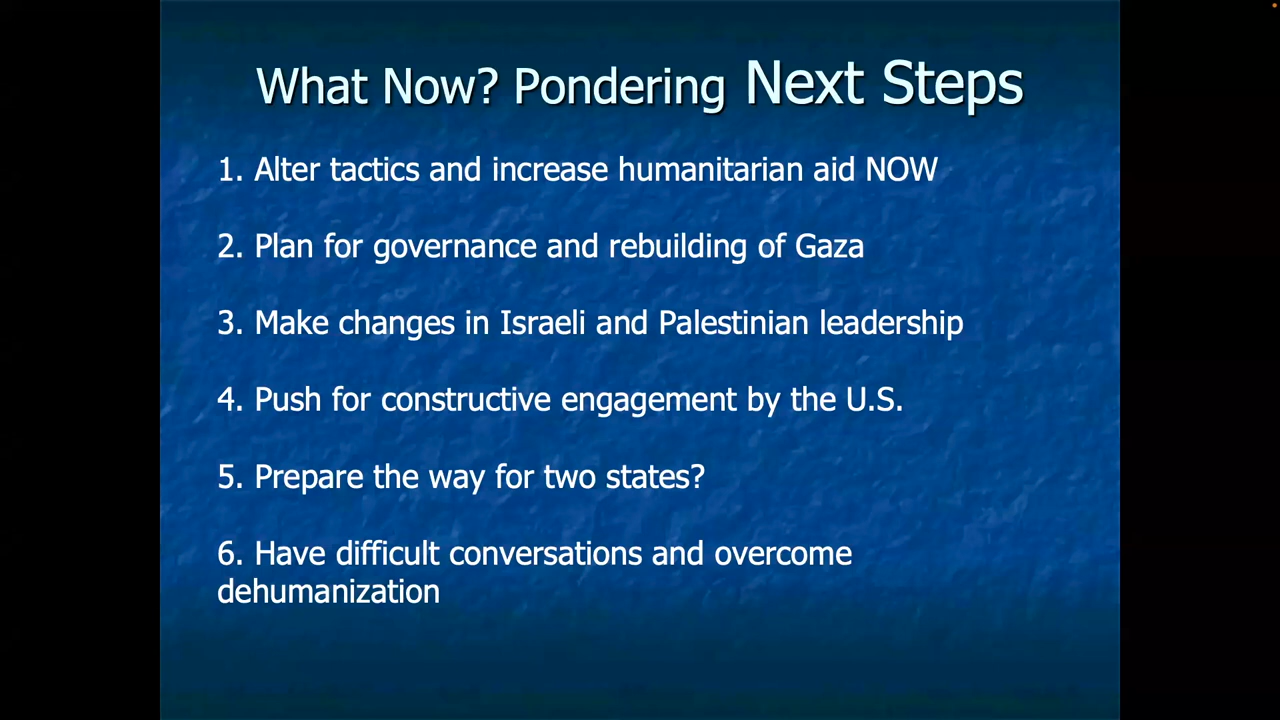 What Now? Pondering Next Steps
1. Alter tactics and increase humanitarian aid NOW
2. Plan for governance and rebuilding of Gaza
3. Make changes in Israeli and Palestinian leadership
4. Push for constructive engagement by the U.S.
5. Prepare the way for two states?
6. Have difficult conversations and overcome
dehumanization